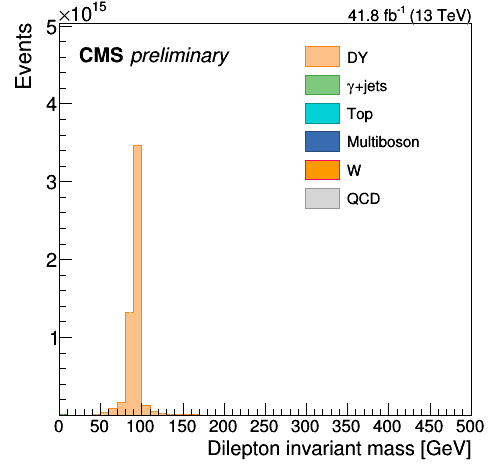 ×10¹⁵
41.8 fb⁻¹ (13 TeV)
Events
CMS preliminary
DY
γ+jets
Top
Multiboson
W
QCD
5
4
3
2
1
0 50 100 150 200 250 300 350 400 450 500
Dilepton invariant mass [GeV]